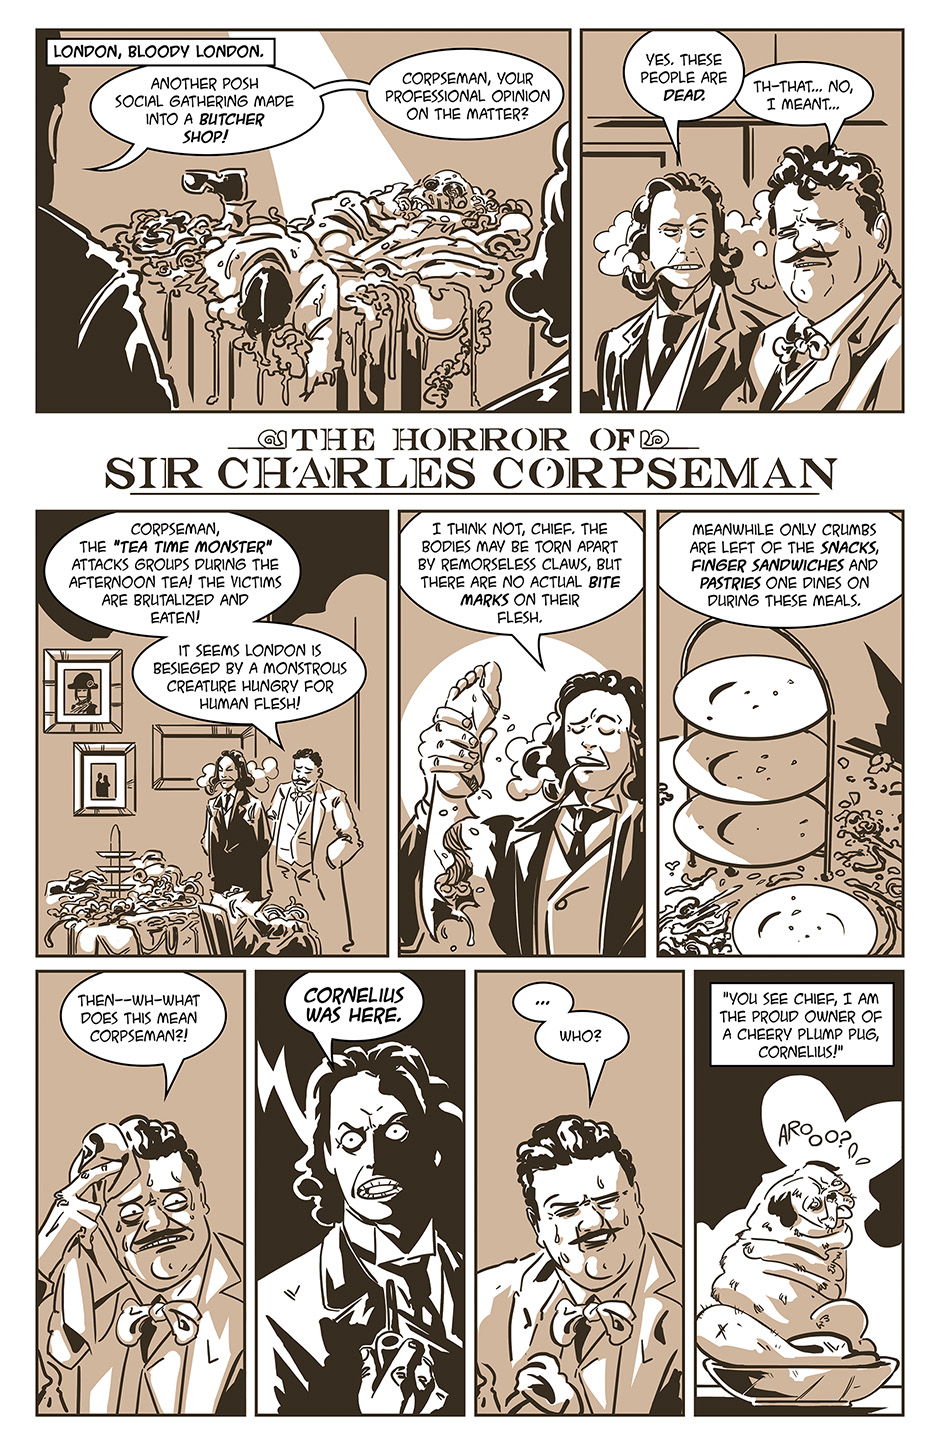 LONDON, BLOODY LONDON.
ANOTHER POSH
SOCIAL GATHERING MADE
INTO A BUTCHER
SHOP!
CORPSEMAN, YOUR
PROFESSIONAL OPINION
ON THE MATTER?
YES. THESE
PEOPLE ARE
DEAD.
TH-THAT... NO,
I MEANT...
THE HORROR OF
SIR CHARLES CORPSEMAN
CORPSEMAN,
THE "TEA TIME MONSTER"
ATTACKS GROUPS DURING THE
AFTERNOON TEA! THE VICTIMS
ARE BRUTALIZED AND
EATEN!
IT SEEMS LONDON IS
BESIEGED BY A MONSTROUS
CREATURE HUNGRY FOR
HUMAN FLESH!
I THINK NOT, CHIEF. THE
BODIES MAY BE TORN APART
BY REMORSELESS CLAWS, BUT
THERE ARE NO ACTUAL BITE
MARKS ON THEIR
FLESH.
MEANWHILE ONLY CRUMBS
ARE LEFT OF THE SNACKS,
FINGER SANDWICHES AND
PASTRIES ONE DINES ON
DURING THESE MEALS.
THEN--WH-WHAT
DOES THIS MEAN
CORPSEMAN?!
CORNELIUS
WAS HERE.
...
WHO?
"YOU SEE CHIEF, I AM
THE PROUD OWNER OF
A CHEERY PLUMP PUG,
CORNELIUS!"
AROOO?